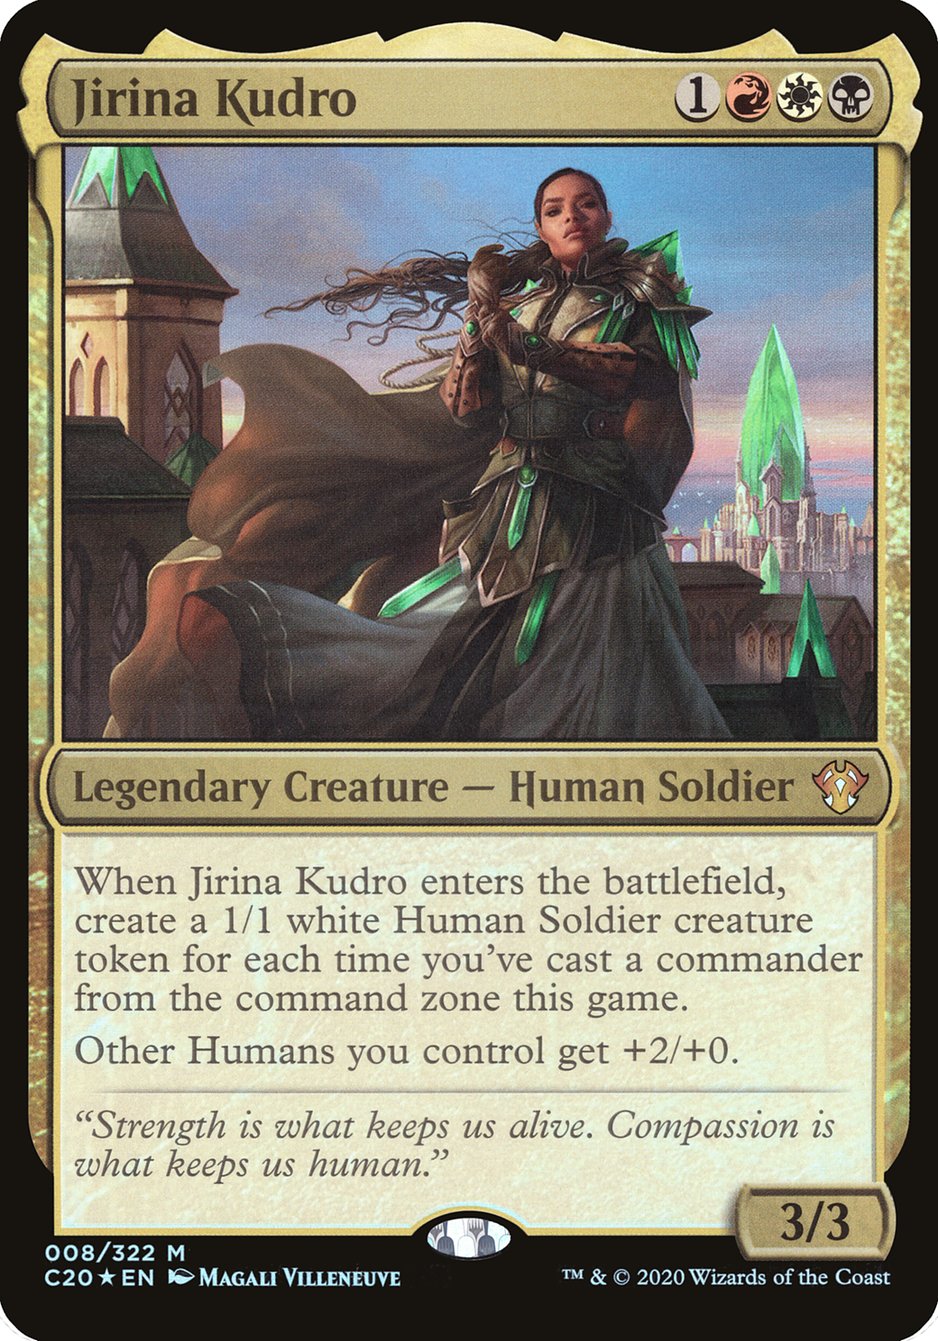 Jirina Kudro 1
Legendary Creature — Human Soldier
When Jirina Kudro enters the battlefield,
create a 1/1 white Human Soldier creature
token for each time you've cast a commander
from the command zone this game.
Other Humans you control get +2/+0.
“Strength is what keeps us alive. Compassion is
what keeps us human.”
3/3
008/322 M
C20★EN Magali Villeneuve
™ & © 2020 Wizards of the Coast